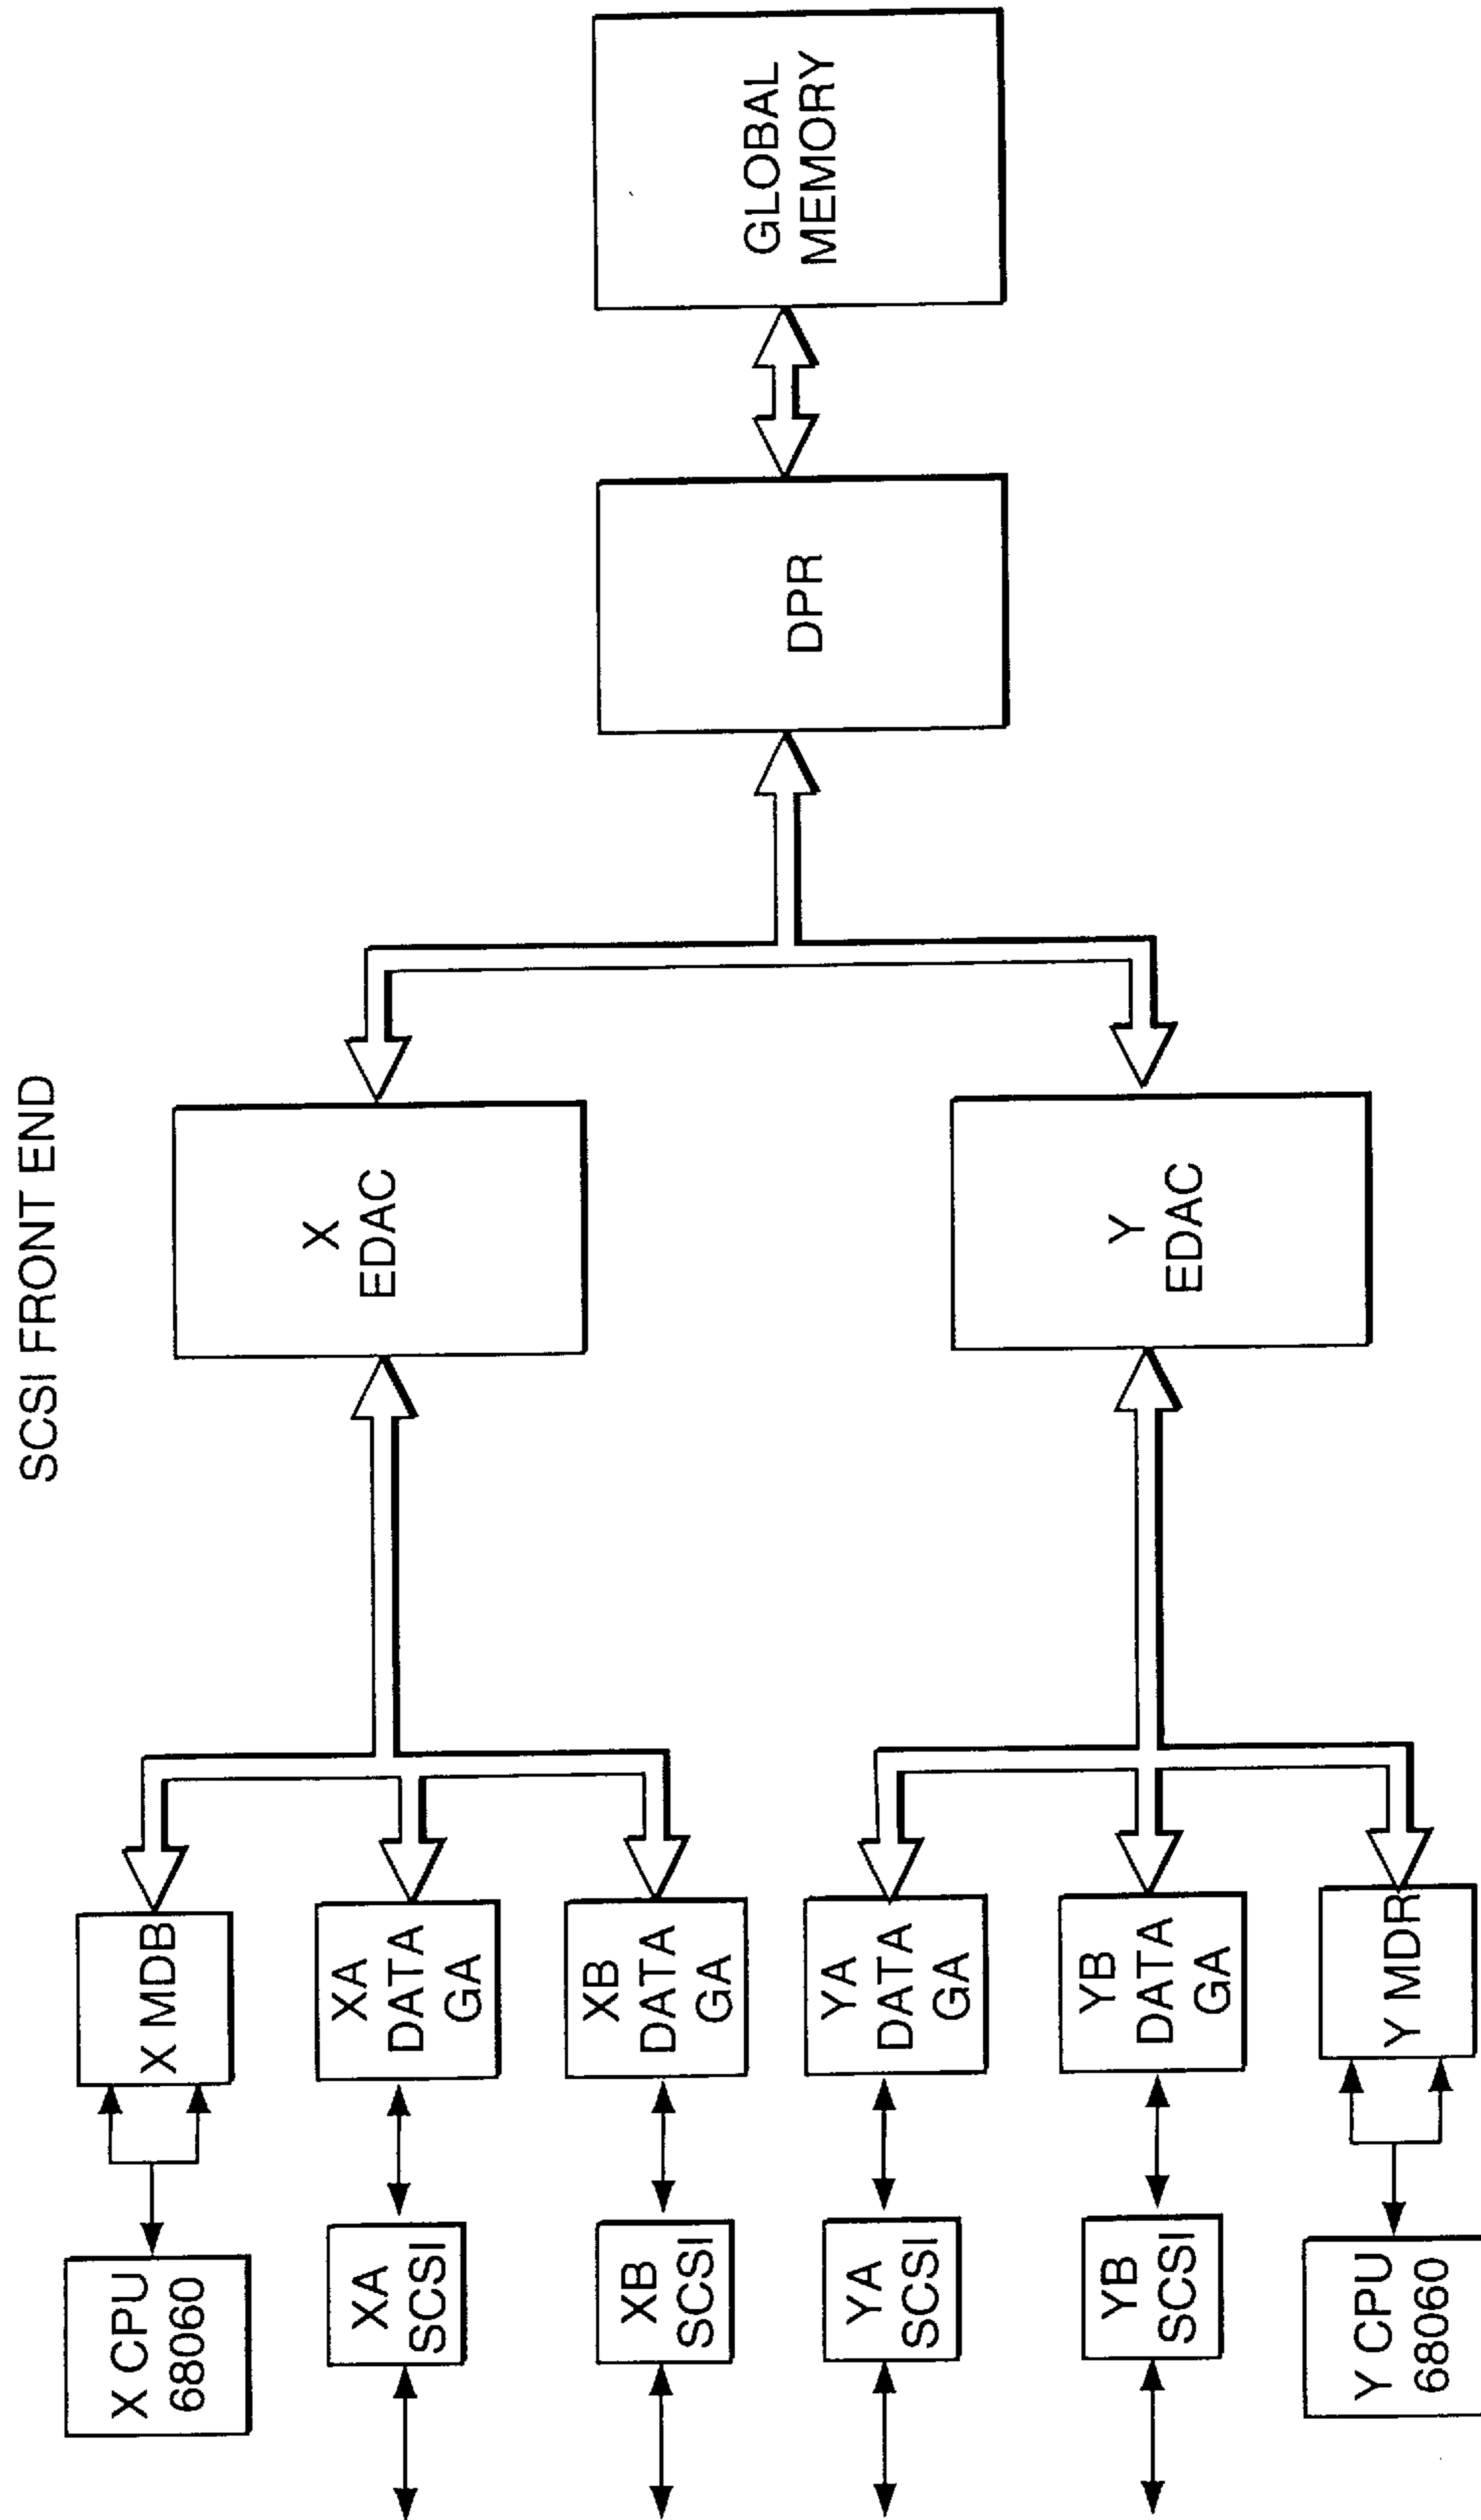 SCSI FRONT END
X CPU
68060
X MDB
XA
SCSI
XA
DATA
GA
XB
SCSI
XB
DATA
GA
X
EDAC
YA
SCSI
YA
DATA
GA
YB
SCSI
YB
DATA
GA
Y
EDAC
Y CPU
68060
Y MDR
DPR
GLOBAL
MEMORY